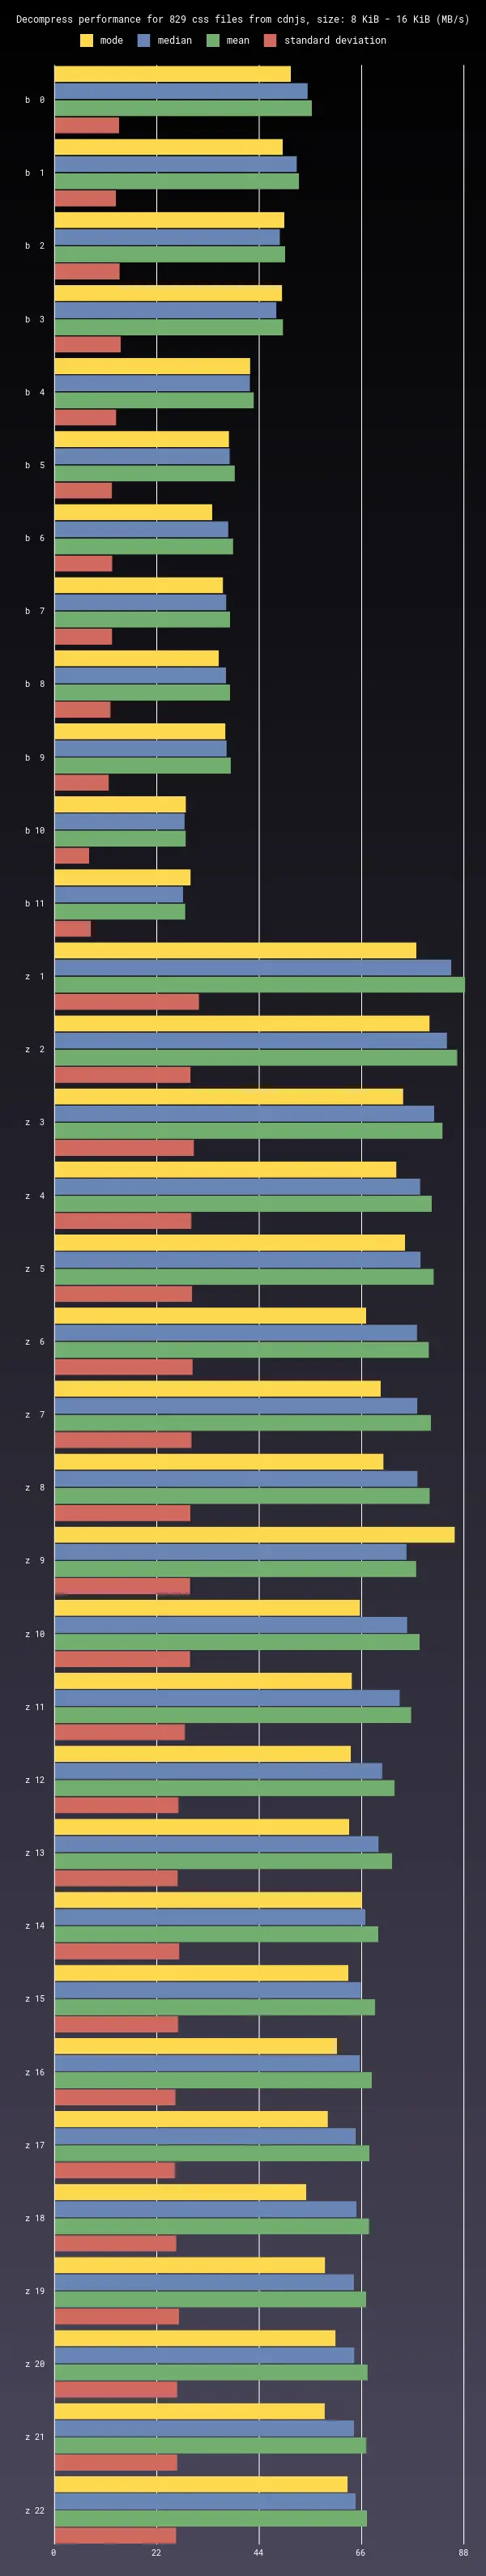 Decompress performance for 829 css files from cdnjs, size: 8 KiB - 16 KiB (MB/s)
mode median mean standard deviation
b 0
b 1
b 2
b 3
b 4
b 5
b 6
b 7
b 8
b 9
b 10
b 11
z 1
z 2
z 3
z 4
z 5
z 6
z 7
z 8
z 9
z 10
z 11
z 12
z 13
z 14
z 15
z 16
z 17
z 18
z 19
z 20
z 21
z 22
0 22 44 66 88